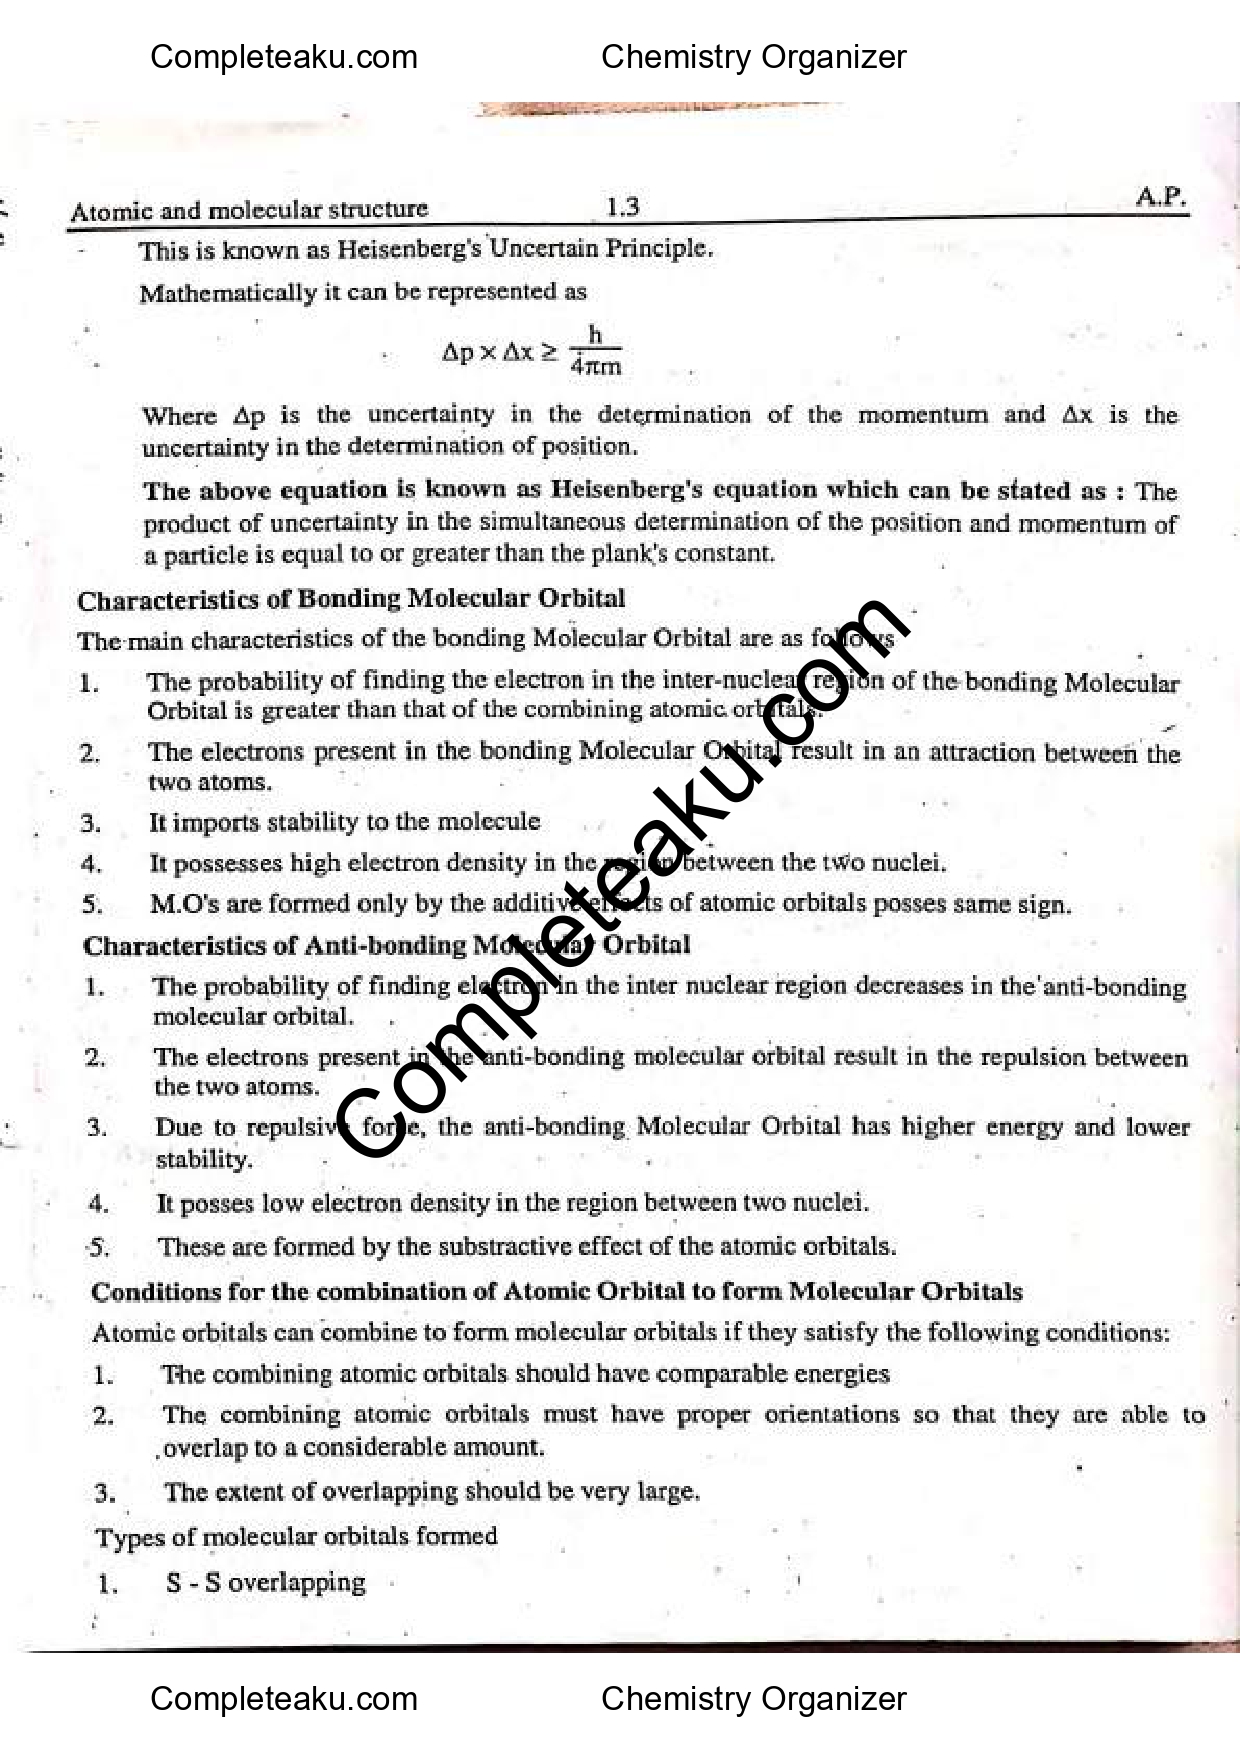 Completeaku.com Chemistry Organizer
Atomic and molecular structure 1.3 A.P.
This is known as Heisenberg's Uncertain Principle.
Mathematically it can be represented as
Δp × Δx ≥ h / 4πm
Where Δp is the uncertainty in the determination of the momentum and Δx is the
uncertainty in the determination of position.
The above equation is known as Heisenberg's equation which can be stated as : The
product of uncertainty in the simultaneous determination of the position and momentum of
a particle is equal to or greater than the plank's constant.
Characteristics of Bonding Molecular Orbital
The main characteristics of the bonding Molecular Orbital are as follows
1. The probability of finding the electron in the inter-nuclear region of the bonding Molecular
Orbital is greater than that of the combining atomic orbitals.
2. The electrons present in the bonding Molecular Orbital result in an attraction between the
two atoms.
3. It imports stability to the molecule
4. It possesses high electron density in the region between the two nuclei.
5. M.O's are formed only by the additive effects of atomic orbitals posses same sign.
Characteristics of Anti-bonding Molecular Orbital
1. The probability of finding electron in the inter nuclear region decreases in the anti-bonding
molecular orbital.
2. The electrons present in the anti-bonding molecular orbital result in the repulsion between
the two atoms.
3. Due to repulsive force, the anti-bonding Molecular Orbital has higher energy and lower
stability.
4. It posses low electron density in the region between two nuclei.
5. These are formed by the substractive effect of the atomic orbitals.
Conditions for the combination of Atomic Orbital to form Molecular Orbitals
Atomic orbitals can combine to form molecular orbitals if they satisfy the following conditions:
1. The combining atomic orbitals should have comparable energies
2. The combining atomic orbitals must have proper orientations so that they are able to
overlap to a considerable amount.
3. The extent of overlapping should be very large.
Types of molecular orbitals formed
1. S - S overlapping
Completeaku.com
Completeaku.com Chemistry Organizer